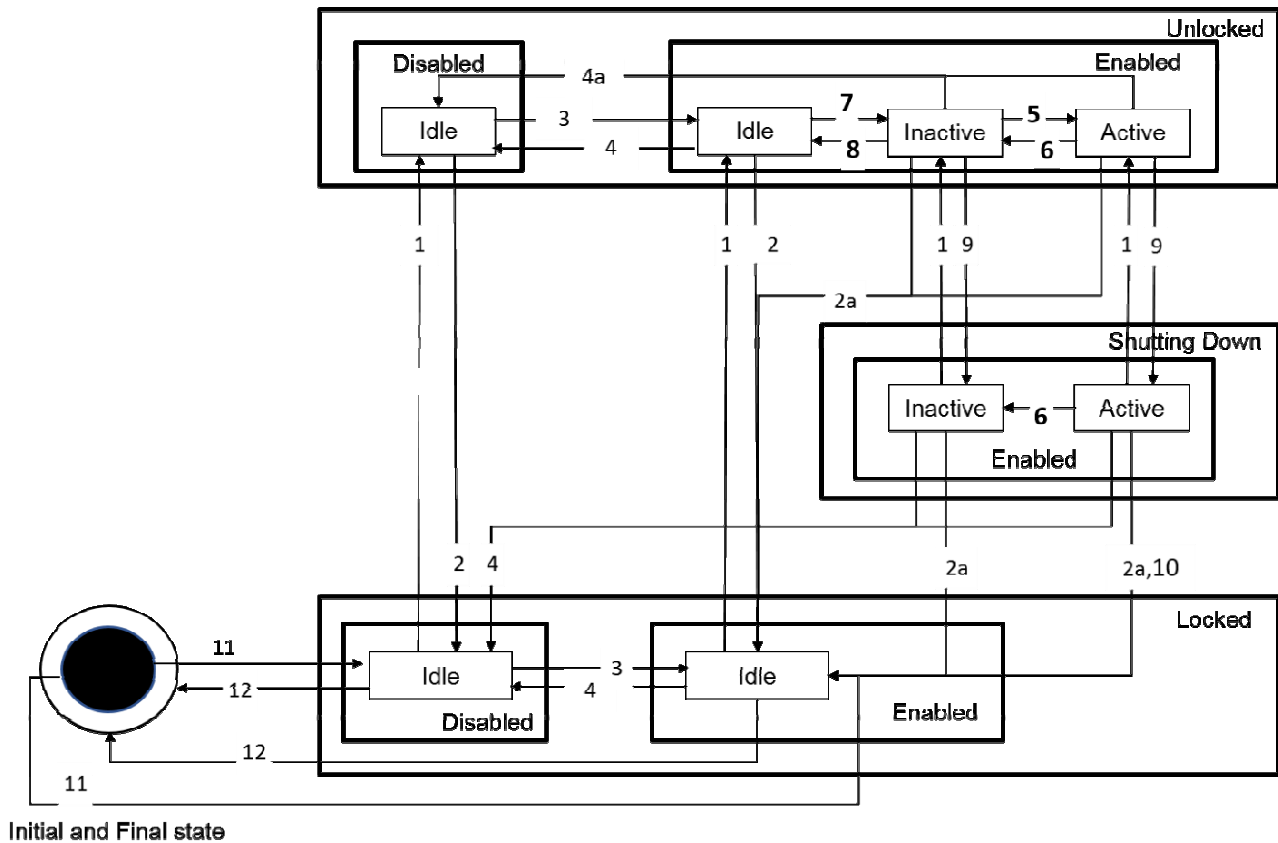 Unlocked
Disabled
Enabled
4a
7
5
3
Idle
Idle
Inactive
Active
4
8
6
1
1
2
1
9
1
9
2a
Shutting Down
Inactive
6
Active
Enabled
2
4
2a
2a,10
Locked
11
3
Idle
Idle
12
4
Disabled
Enabled
12
11
Initial and Final state